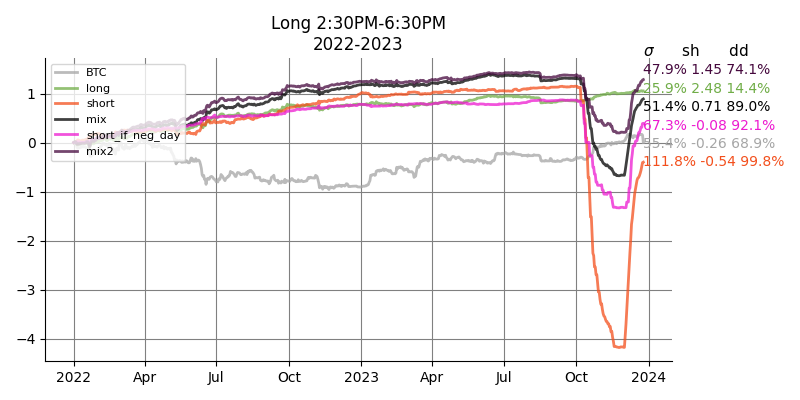 Long 2:30PM-6:30PM
2022-2023
σ sh dd
47.9% 1.45 74.1%
25.9% 2.48 14.4%
51.4% 0.71 89.0%
67.3% -0.08 92.1%
55.4% -0.26 68.9%
111.8% -0.54 99.8%
BTC
long
short
mix
short_if_neg_day
mix2
1
0
−1
−2
−3
−4
2022 Apr Jul Oct 2023 Apr Jul Oct 2024